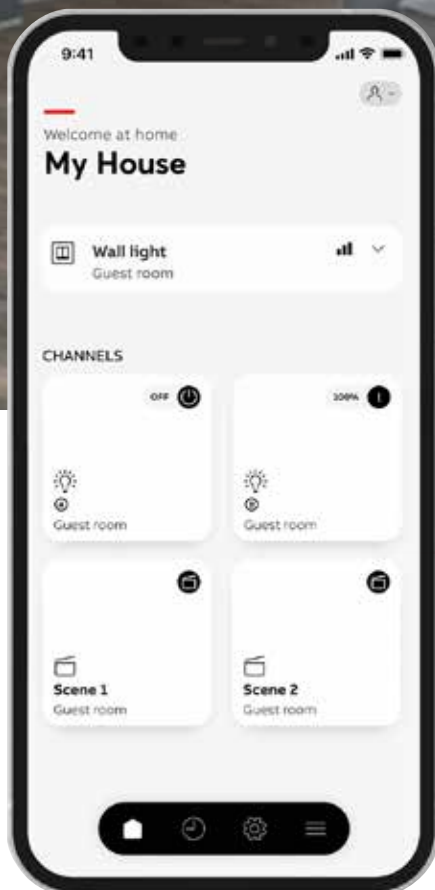 9:41
Welcome at home
My House
Wall light
Guest room
CHANNELS
OFF
100%
Guest room
Guest room
Scene 1
Guest room
Scene 2
Guest room